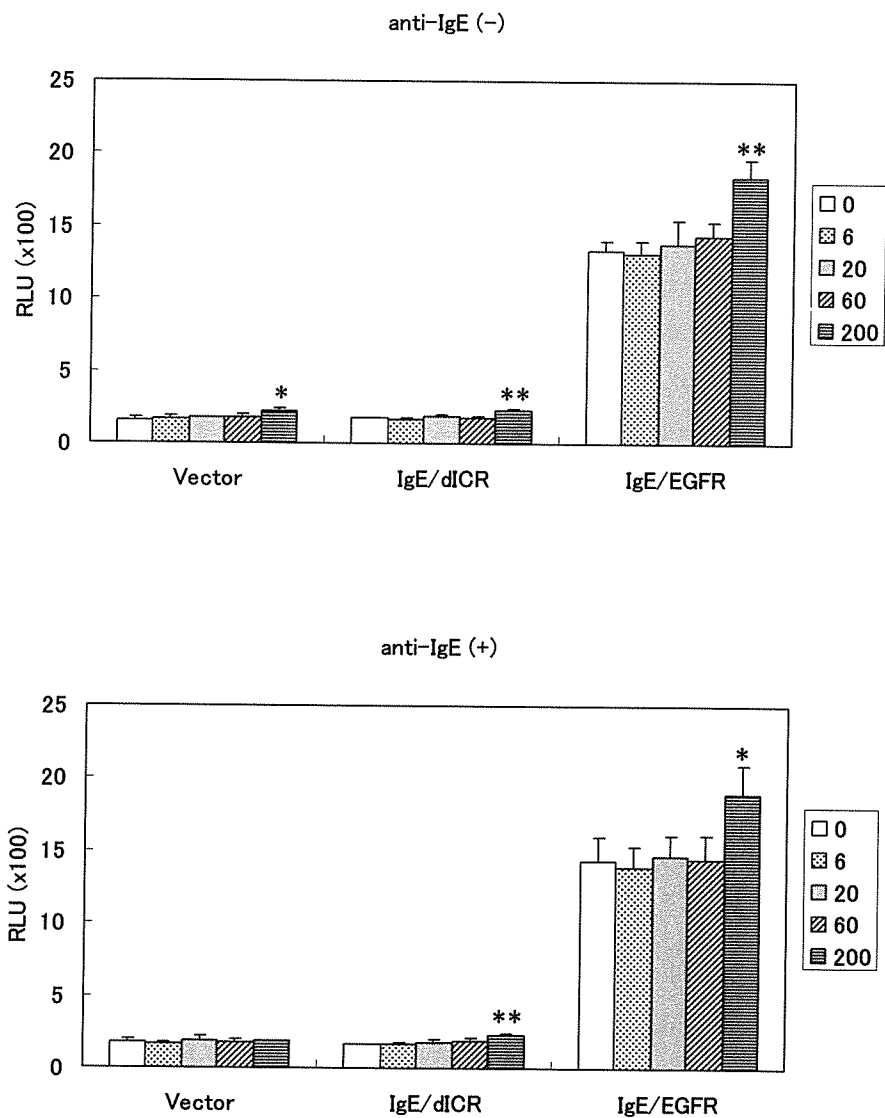 anti-IgE (-)
25
20
15
10
5
0
RLU (x100)
*
**
**
Vector
IgE/dICR
IgE/EGFR
0
6
20
60
200
anti-IgE (+)
25
20
15
10
5
0
RLU (x100)
**
*
Vector
IgE/dICR
IgE/EGFR
0
6
20
60
200